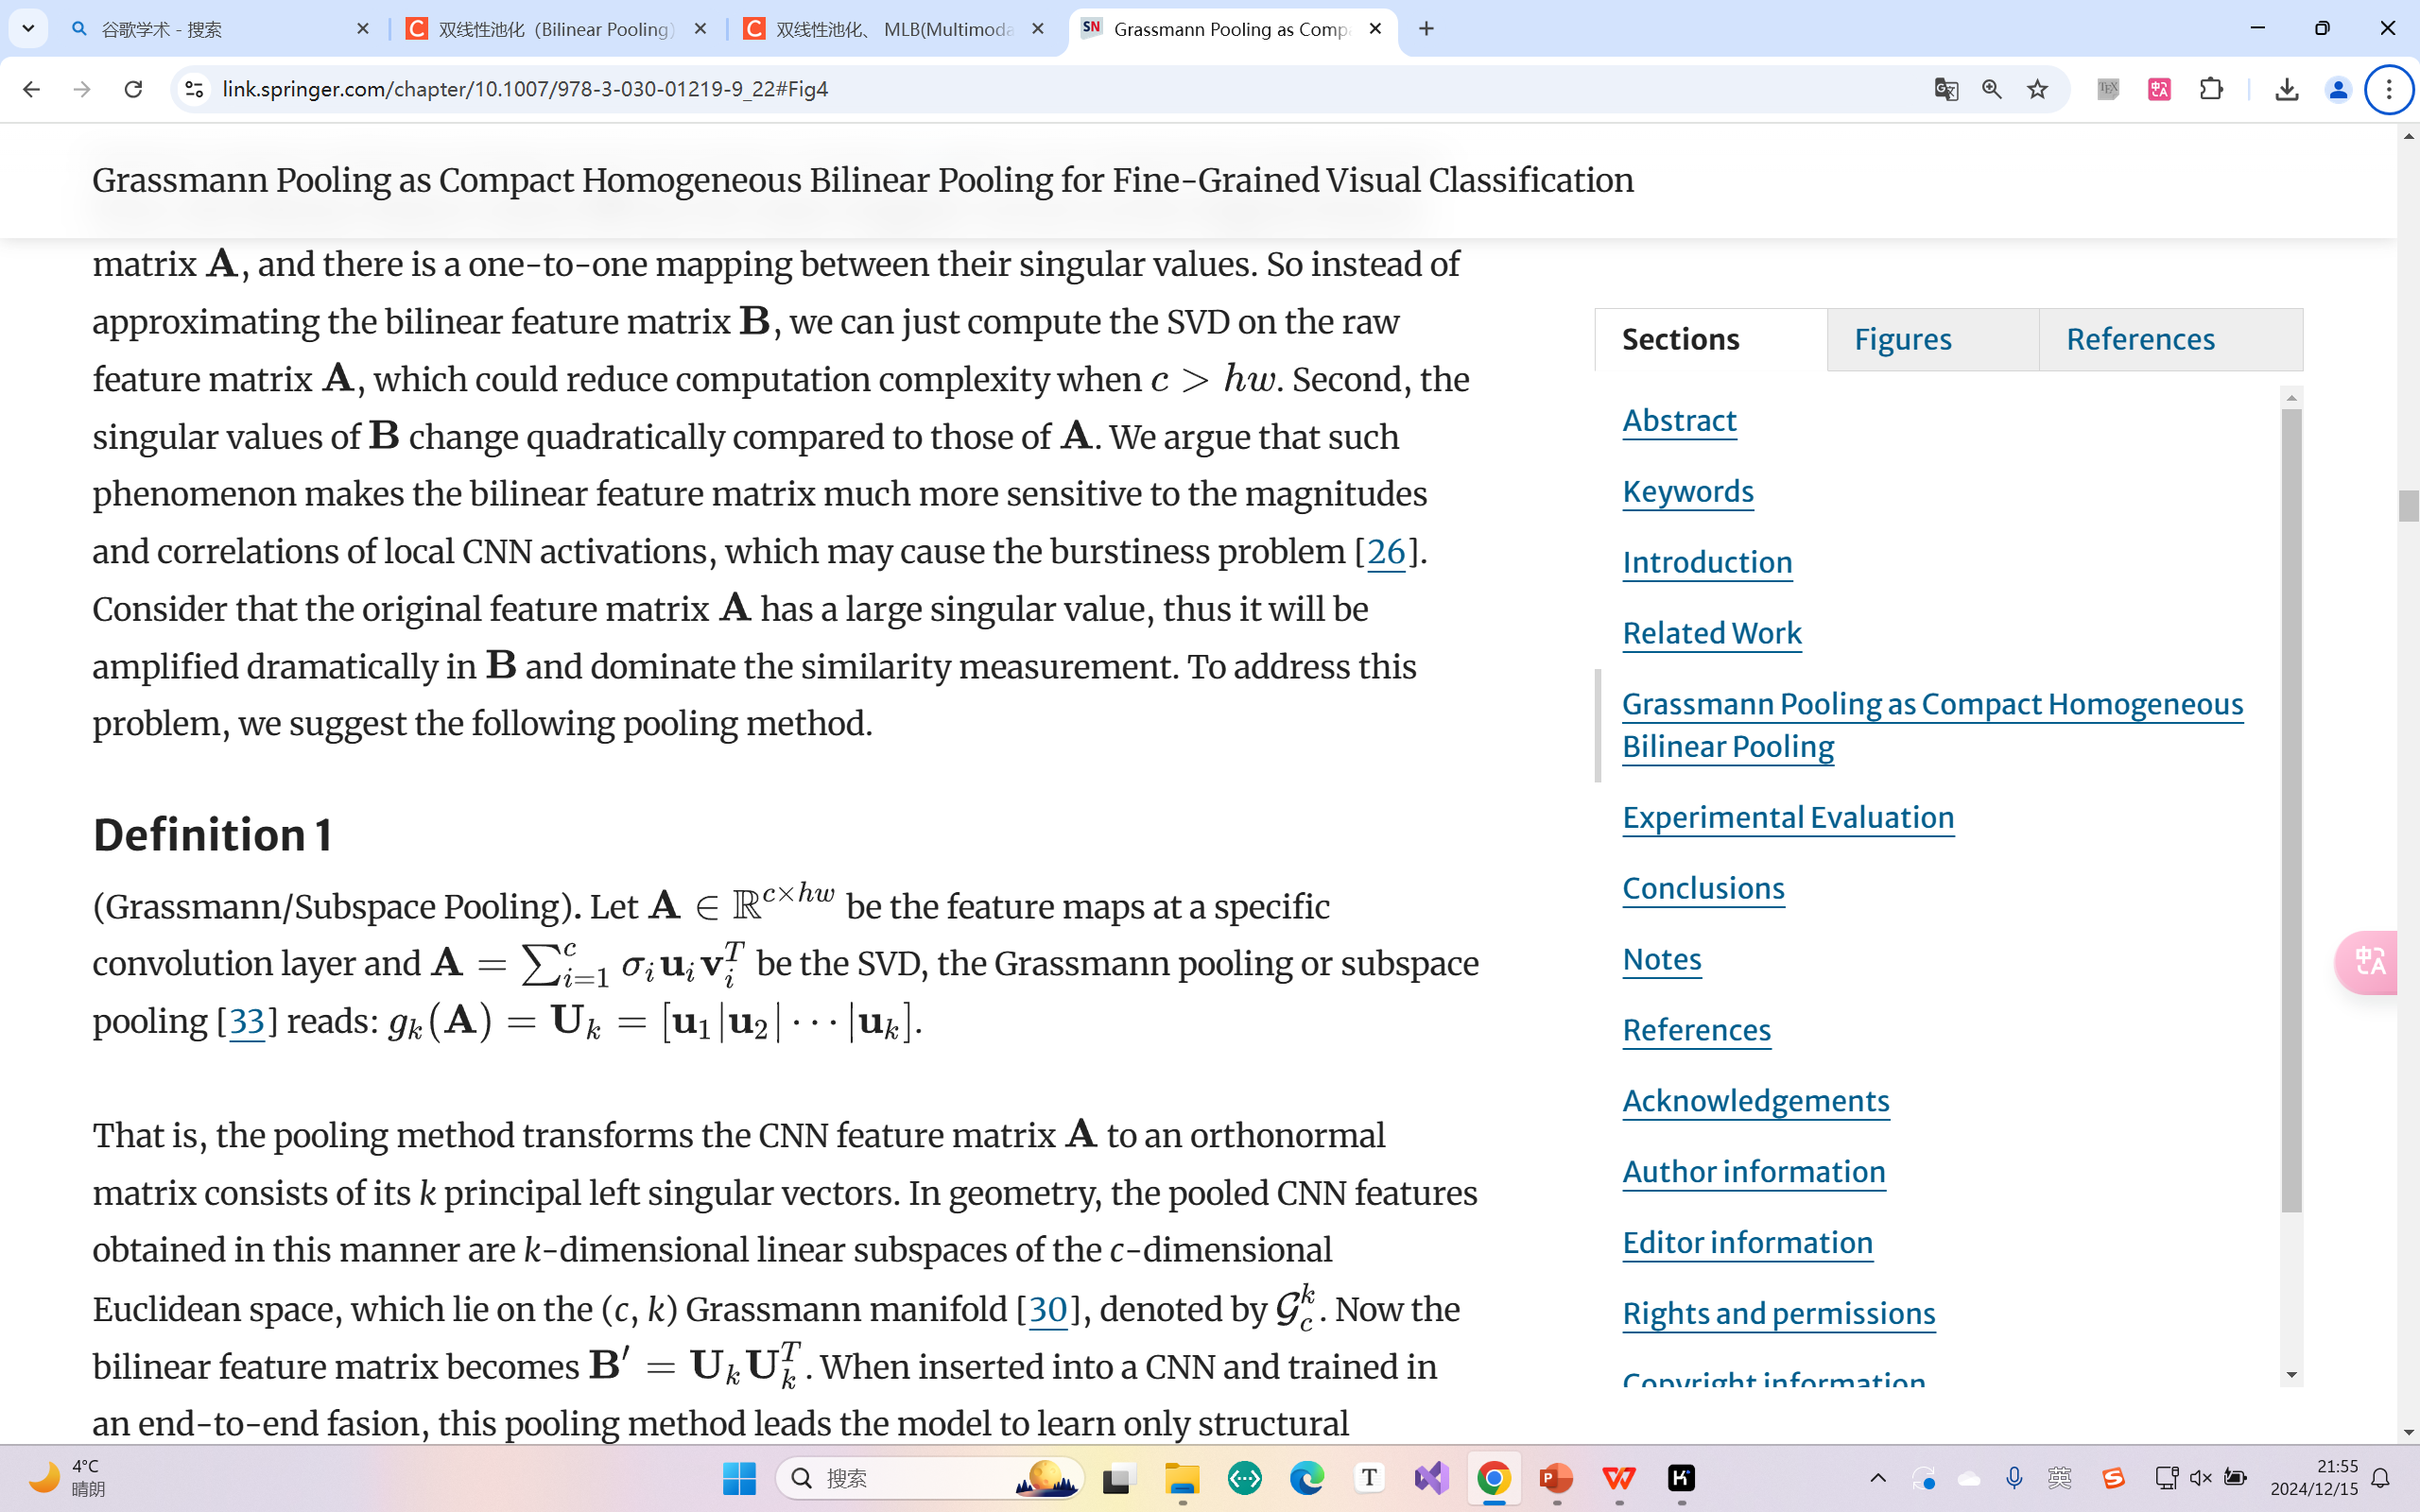 谷歌学术 - 搜索
双线性池化（Bilinear Pooling）
双线性池化、 MLB(Multimoda
SN
Grassmann Pooling as Comp
link.springer.com/chapter/10.1007/978-3-030-01219-9_22#Fig4
Grassmann Pooling as Compact Homogeneous Bilinear Pooling for Fine-Grained Visual Classification
matrix A, and there is a one-to-one mapping between their singular values. So instead of
approximating the bilinear feature matrix B, we can just compute the SVD on the raw
feature matrix A, which could reduce computation complexity when c > hw. Second, the
singular values of B change quadratically compared to those of A. We argue that such
phenomenon makes the bilinear feature matrix much more sensitive to the magnitudes
and correlations of local CNN activations, which may cause the burstiness problem [26].
Consider that the original feature matrix A has a large singular value, thus it will be
amplified dramatically in B and dominate the similarity measurement. To address this
problem, we suggest the following pooling method.
Definition 1
(Grassmann/Subspace Pooling). Let A ∈ ℝ^{c×hw} be the feature maps at a specific
convolution layer and A = ∑_{i=1}^{c} σ_i u_i v_i^T be the SVD, the Grassmann pooling or subspace
pooling [33] reads: g_k(A) = U_k = [u_1|u_2| ⋯ |u_k].
That is, the pooling method transforms the CNN feature matrix A to an orthonormal
matrix consists of its k principal left singular vectors. In geometry, the pooled CNN features
obtained in this manner are k-dimensional linear subspaces of the c-dimensional
Euclidean space, which lie on the (c, k) Grassmann manifold [30], denoted by 𝒢_c^k. Now the
bilinear feature matrix becomes B′ = U_k U_k^T. When inserted into a CNN and trained in
an end-to-end fasion, this pooling method leads the model to learn only structural
Sections
Figures
References
Abstract
Keywords
Introduction
Related Work
Grassmann Pooling as Compact Homogeneous
Bilinear Pooling
Experimental Evaluation
Conclusions
Notes
References
Acknowledgements
Author information
Editor information
Rights and permissions
Copyright information
4°C
晴朗
搜索
英
21:55
2024/12/15